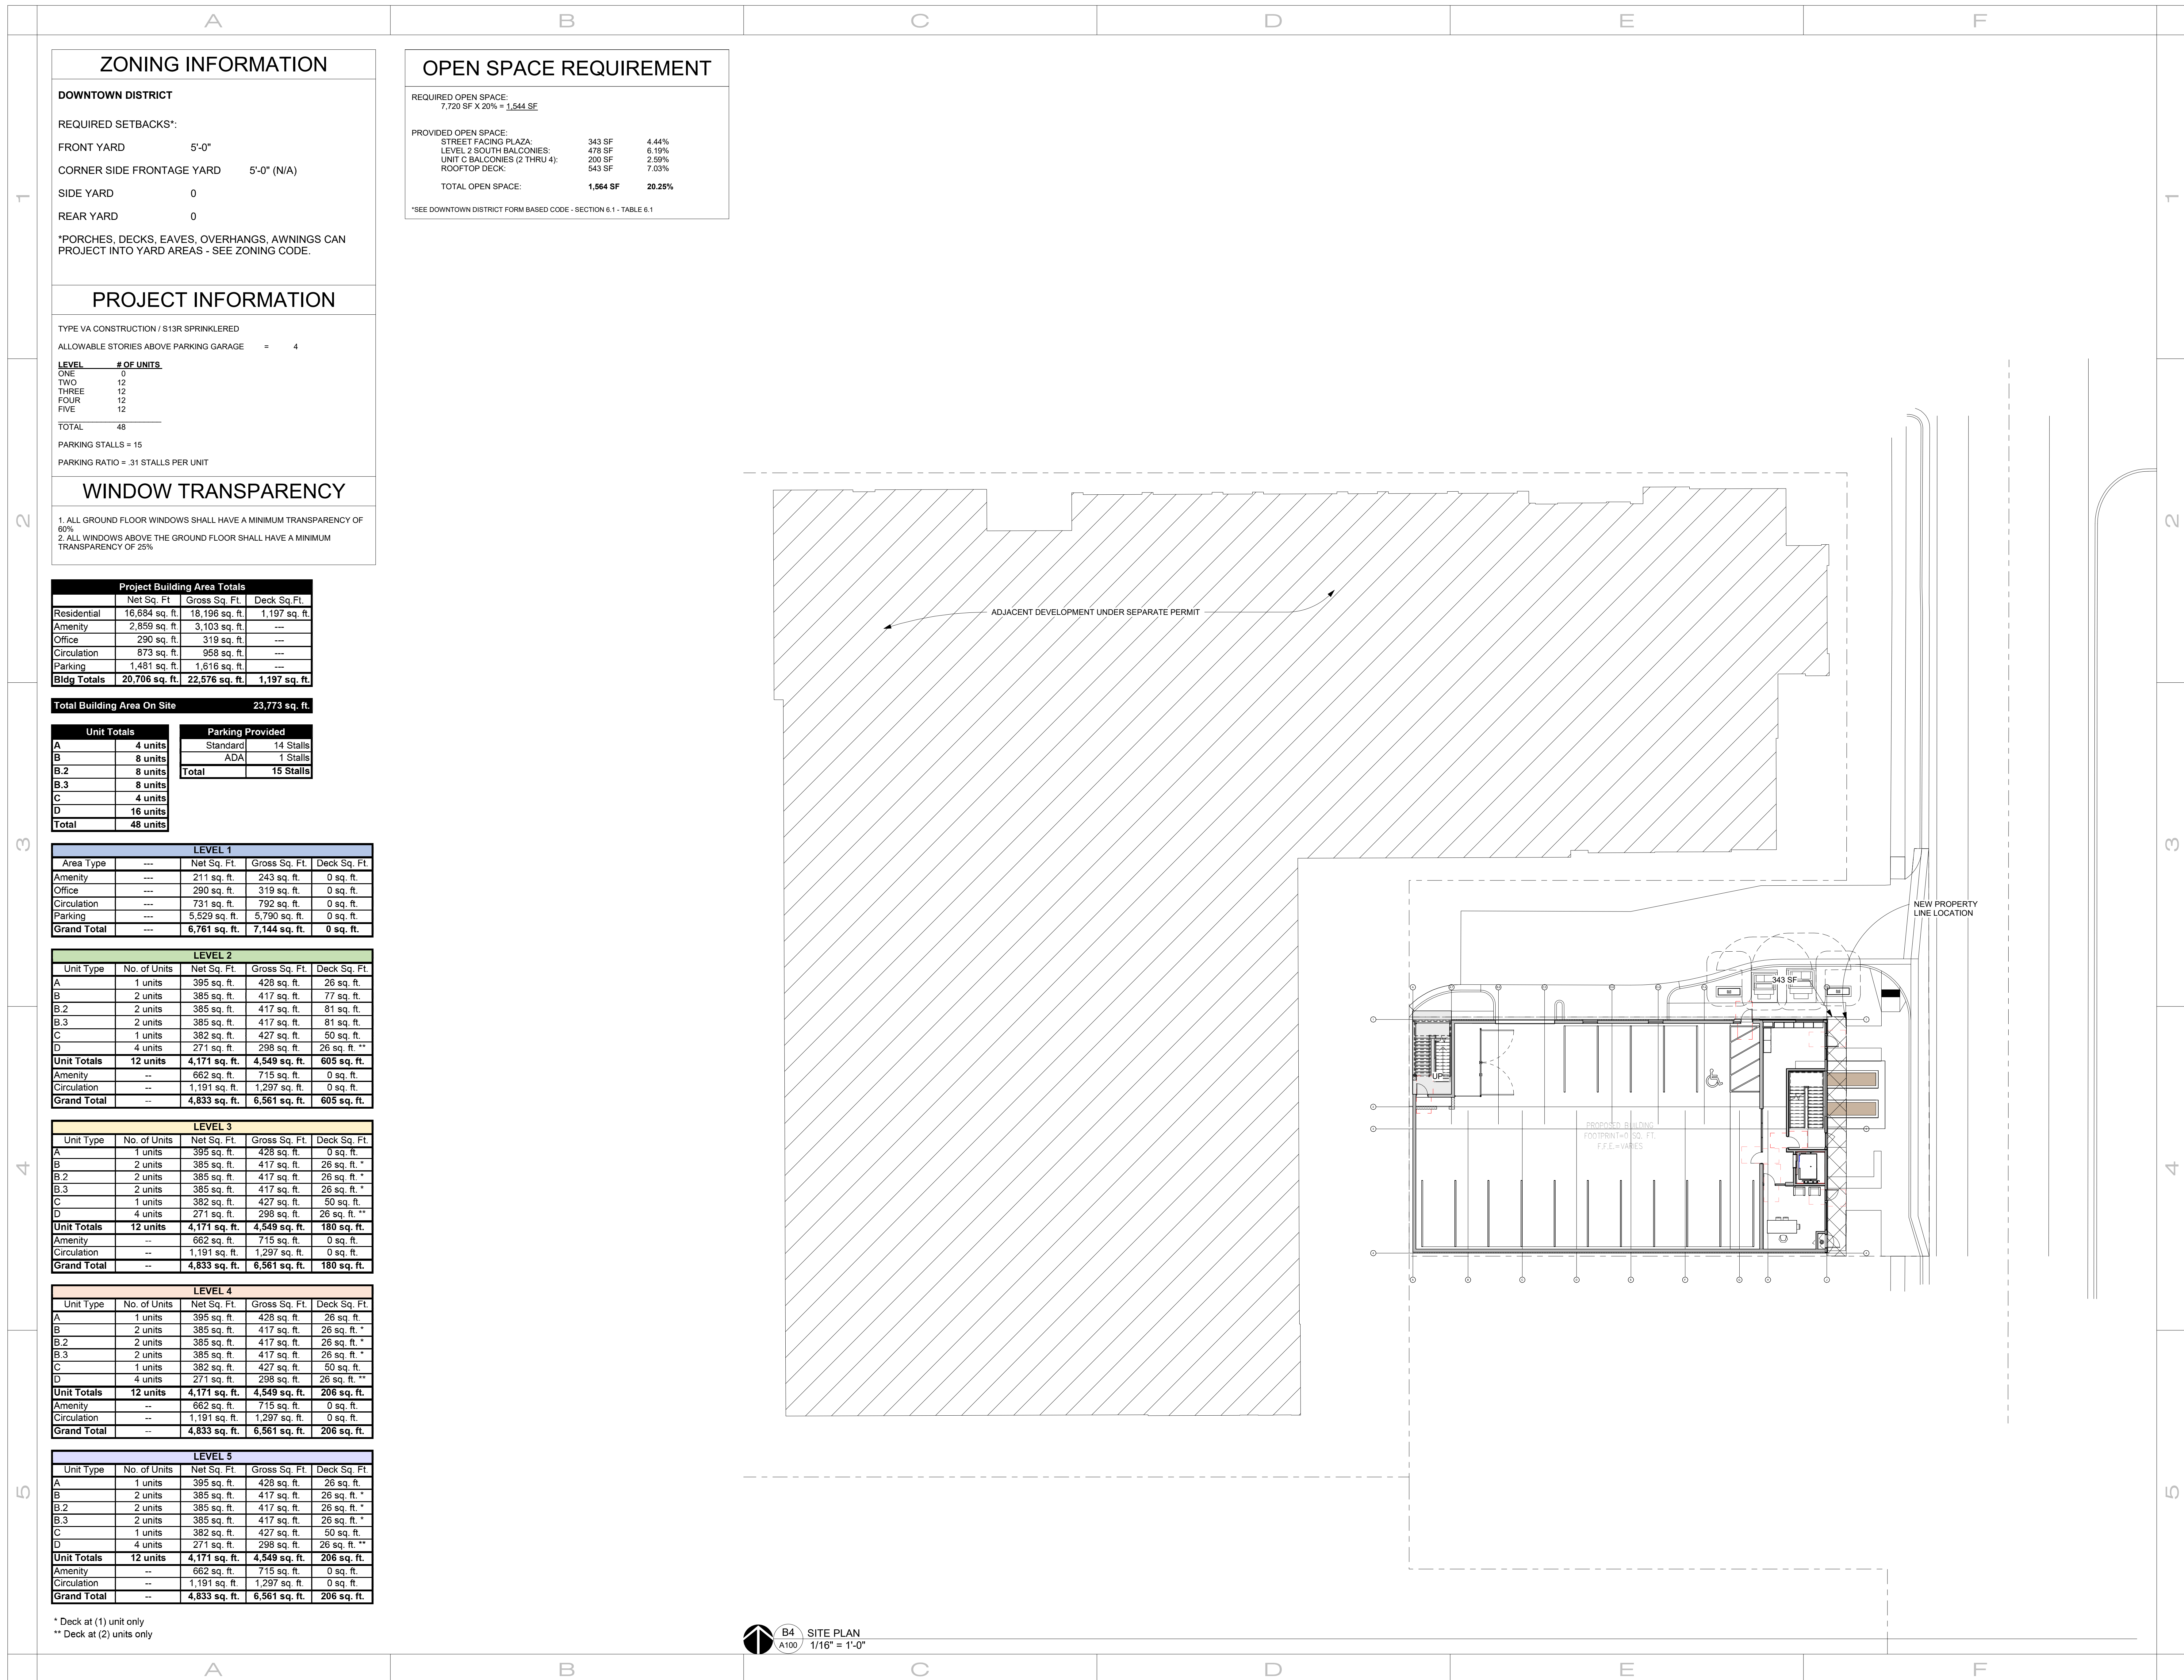 A B C D E F
ZONING INFORMATION
DOWNTOWN DISTRICT
REQUIRED SETBACKS*:
FRONT YARD 5'-0"
CORNER SIDE FRONTAGE YARD 5'-0" (N/A)
SIDE YARD 0
REAR YARD 0
*PORCHES, DECKS, EAVES, OVERHANGS, AWNINGS CAN
PROJECT INTO YARD AREAS - SEE ZONING CODE.
PROJECT INFORMATION
TYPE VA CONSTRUCTION / S13R SPRINKLERED
ALLOWABLE STORIES ABOVE PARKING GARAGE = 4
LEVEL # OF UNITS
ONE 0
TWO 12
THREE 12
FOUR 12
FIVE 12
TOTAL 48
PARKING STALLS = 15
PARKING RATIO = .31 STALLS PER UNIT
WINDOW TRANSPARENCY
1. ALL GROUND FLOOR WINDOWS SHALL HAVE A MINIMUM TRANSPARENCY OF
60%
2. ALL WINDOWS ABOVE THE GROUND FLOOR SHALL HAVE A MINIMUM
TRANSPARENCY OF 25%
OPEN SPACE REQUIREMENT
REQUIRED OPEN SPACE:
7,720 SF X 20% = 1,544 SF
PROVIDED OPEN SPACE:
STREET FACING PLAZA: 343 SF 4.44%
LEVEL 2 SOUTH BALCONIES: 478 SF 6.19%
UNIT C BALCONIES (2 THRU 4): 200 SF 2.59%
ROOFTOP DECK: 543 SF 7.03%
TOTAL OPEN SPACE: 1,564 SF 20.25%
*SEE DOWNTOWN DISTRICT FORM BASED CODE - SECTION 6.1 - TABLE 6.1
Project Building Area Totals
Net Sq. Ft Gross Sq. Ft. Deck Sq.Ft.
Residential 16,684 sq. ft. 18,196 sq. ft. 1,197 sq. ft.
Amenity 2,859 sq. ft. 3,103 sq. ft. ---
Office 290 sq. ft. 319 sq. ft. ---
Circulation 873 sq. ft. 958 sq. ft. ---
Parking 1,481 sq. ft. 1,616 sq. ft. ---
Bldg Totals 20,706 sq. ft. 22,576 sq. ft. 1,197 sq. ft.
Total Building Area On Site 23,773 sq. ft.
Unit Totals
A 4 units
B 8 units
B.2 8 units
B.3 8 units
C 4 units
D 16 units
Total 48 units
Parking Provided
Standard 14 Stalls
ADA 1 Stalls
Total 15 Stalls
LEVEL 1
Area Type --- Net Sq. Ft. Gross Sq. Ft. Deck Sq. Ft.
Amenity --- 211 sq. ft. 243 sq. ft. 0 sq. ft.
Office --- 290 sq. ft. 319 sq. ft. 0 sq. ft.
Circulation --- 731 sq. ft. 792 sq. ft. 0 sq. ft.
Parking --- 5,529 sq. ft. 5,790 sq. ft. 0 sq. ft.
Grand Total --- 6,761 sq. ft. 7,144 sq. ft. 0 sq. ft.
LEVEL 2
Unit Type No. of Units Net Sq. Ft. Gross Sq. Ft. Deck Sq. Ft.
A 1 units 395 sq. ft. 428 sq. ft. 26 sq. ft.
B 2 units 385 sq. ft. 417 sq. ft. 77 sq. ft.
B.2 2 units 385 sq. ft. 417 sq. ft. 81 sq. ft.
B.3 2 units 385 sq. ft. 417 sq. ft. 81 sq. ft.
C 1 units 382 sq. ft. 427 sq. ft. 50 sq. ft.
D 4 units 271 sq. ft. 298 sq. ft. 26 sq. ft. **
Unit Totals 12 units 4,171 sq. ft. 4,549 sq. ft. 605 sq. ft.
Amenity -- 662 sq. ft. 715 sq. ft. 0 sq. ft.
Circulation -- 1,191 sq. ft. 1,297 sq. ft. 0 sq. ft.
Grand Total -- 4,833 sq. ft. 6,561 sq. ft. 605 sq. ft.
LEVEL 3
Unit Type No. of Units Net Sq. Ft. Gross Sq. Ft. Deck Sq. Ft.
A 1 units 395 sq. ft. 428 sq. ft. 0 sq. ft.
B 2 units 385 sq. ft. 417 sq. ft. 26 sq. ft. *
B.2 2 units 385 sq. ft. 417 sq. ft. 26 sq. ft. *
B.3 2 units 385 sq. ft. 417 sq. ft. 26 sq. ft. *
C 1 units 382 sq. ft. 427 sq. ft. 50 sq. ft.
D 4 units 271 sq. ft. 298 sq. ft. 26 sq. ft. **
Unit Totals 12 units 4,171 sq. ft. 4,549 sq. ft. 180 sq. ft.
Amenity -- 662 sq. ft. 715 sq. ft. 0 sq. ft.
Circulation -- 1,191 sq. ft. 1,297 sq. ft. 0 sq. ft.
Grand Total -- 4,833 sq. ft. 6,561 sq. ft. 180 sq. ft.
LEVEL 4
Unit Type No. of Units Net Sq. Ft. Gross Sq. Ft. Deck Sq. Ft.
A 1 units 395 sq. ft. 428 sq. ft. 26 sq. ft.
B 2 units 385 sq. ft. 417 sq. ft. 26 sq. ft. *
B.2 2 units 385 sq. ft. 417 sq. ft. 26 sq. ft. *
B.3 2 units 385 sq. ft. 417 sq. ft. 26 sq. ft. *
C 1 units 382 sq. ft. 427 sq. ft. 50 sq. ft.
D 4 units 271 sq. ft. 298 sq. ft. 26 sq. ft. **
Unit Totals 12 units 4,171 sq. ft. 4,549 sq. ft. 206 sq. ft.
Amenity -- 662 sq. ft. 715 sq. ft. 0 sq. ft.
Circulation -- 1,191 sq. ft. 1,297 sq. ft. 0 sq. ft.
Grand Total -- 4,833 sq. ft. 6,561 sq. ft. 206 sq. ft.
LEVEL 5
Unit Type No. of Units Net Sq. Ft. Gross Sq. Ft. Deck Sq. Ft.
A 1 units 395 sq. ft. 428 sq. ft. 26 sq. ft.
B 2 units 385 sq. ft. 417 sq. ft. 26 sq. ft. *
B.2 2 units 385 sq. ft. 417 sq. ft. 26 sq. ft. *
B.3 2 units 385 sq. ft. 417 sq. ft. 26 sq. ft. *
C 1 units 382 sq. ft. 427 sq. ft. 50 sq. ft.
D 4 units 271 sq. ft. 298 sq. ft. 26 sq. ft. **
Unit Totals 12 units 4,171 sq. ft. 4,549 sq. ft. 206 sq. ft.
Amenity -- 662 sq. ft. 715 sq. ft. 0 sq. ft.
Circulation -- 1,191 sq. ft. 1,297 sq. ft. 0 sq. ft.
Grand Total -- 4,833 sq. ft. 6,561 sq. ft. 206 sq. ft.
* Deck at (1) unit only
** Deck at (2) units only
ADJACENT DEVELOPMENT UNDER SEPARATE PERMIT
NEW PROPERTY
LINE LOCATION
343 SF
UP
PROPOSED BUILDING
FOOTPRINT=0 SQ. FT.
F.F.E.=VARIES
B4
A100
SITE PLAN
1/16" = 1'-0"
1 1
2 2
3 3
4 4
5 5
A B C D E F